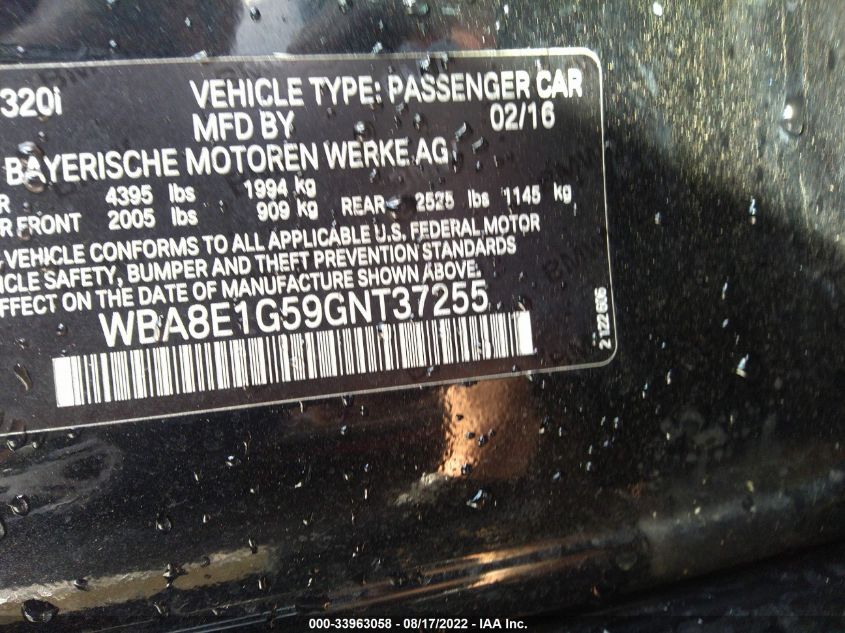 320i VEHICLE TYPE: PASSENGER CAR
MFD BY 02/16
BAYERISCHE MOTOREN WERKE AG
R 4395 lbs 1994 kg
R FRONT 2005 lbs 909 kg REAR 2525 lbs 1145 kg
VEHICLE CONFORMS TO ALL APPLICABLE U.S. FEDERAL MOTOR
ICLE SAFETY, BUMPER AND THEFT PREVENTION STANDARDS
EFFECT ON THE DATE OF MANUFACTURE SHOWN ABOVE.
WBA8E1G59GNT37255
000-33963058 - 08/17/2022 - IAA Inc.